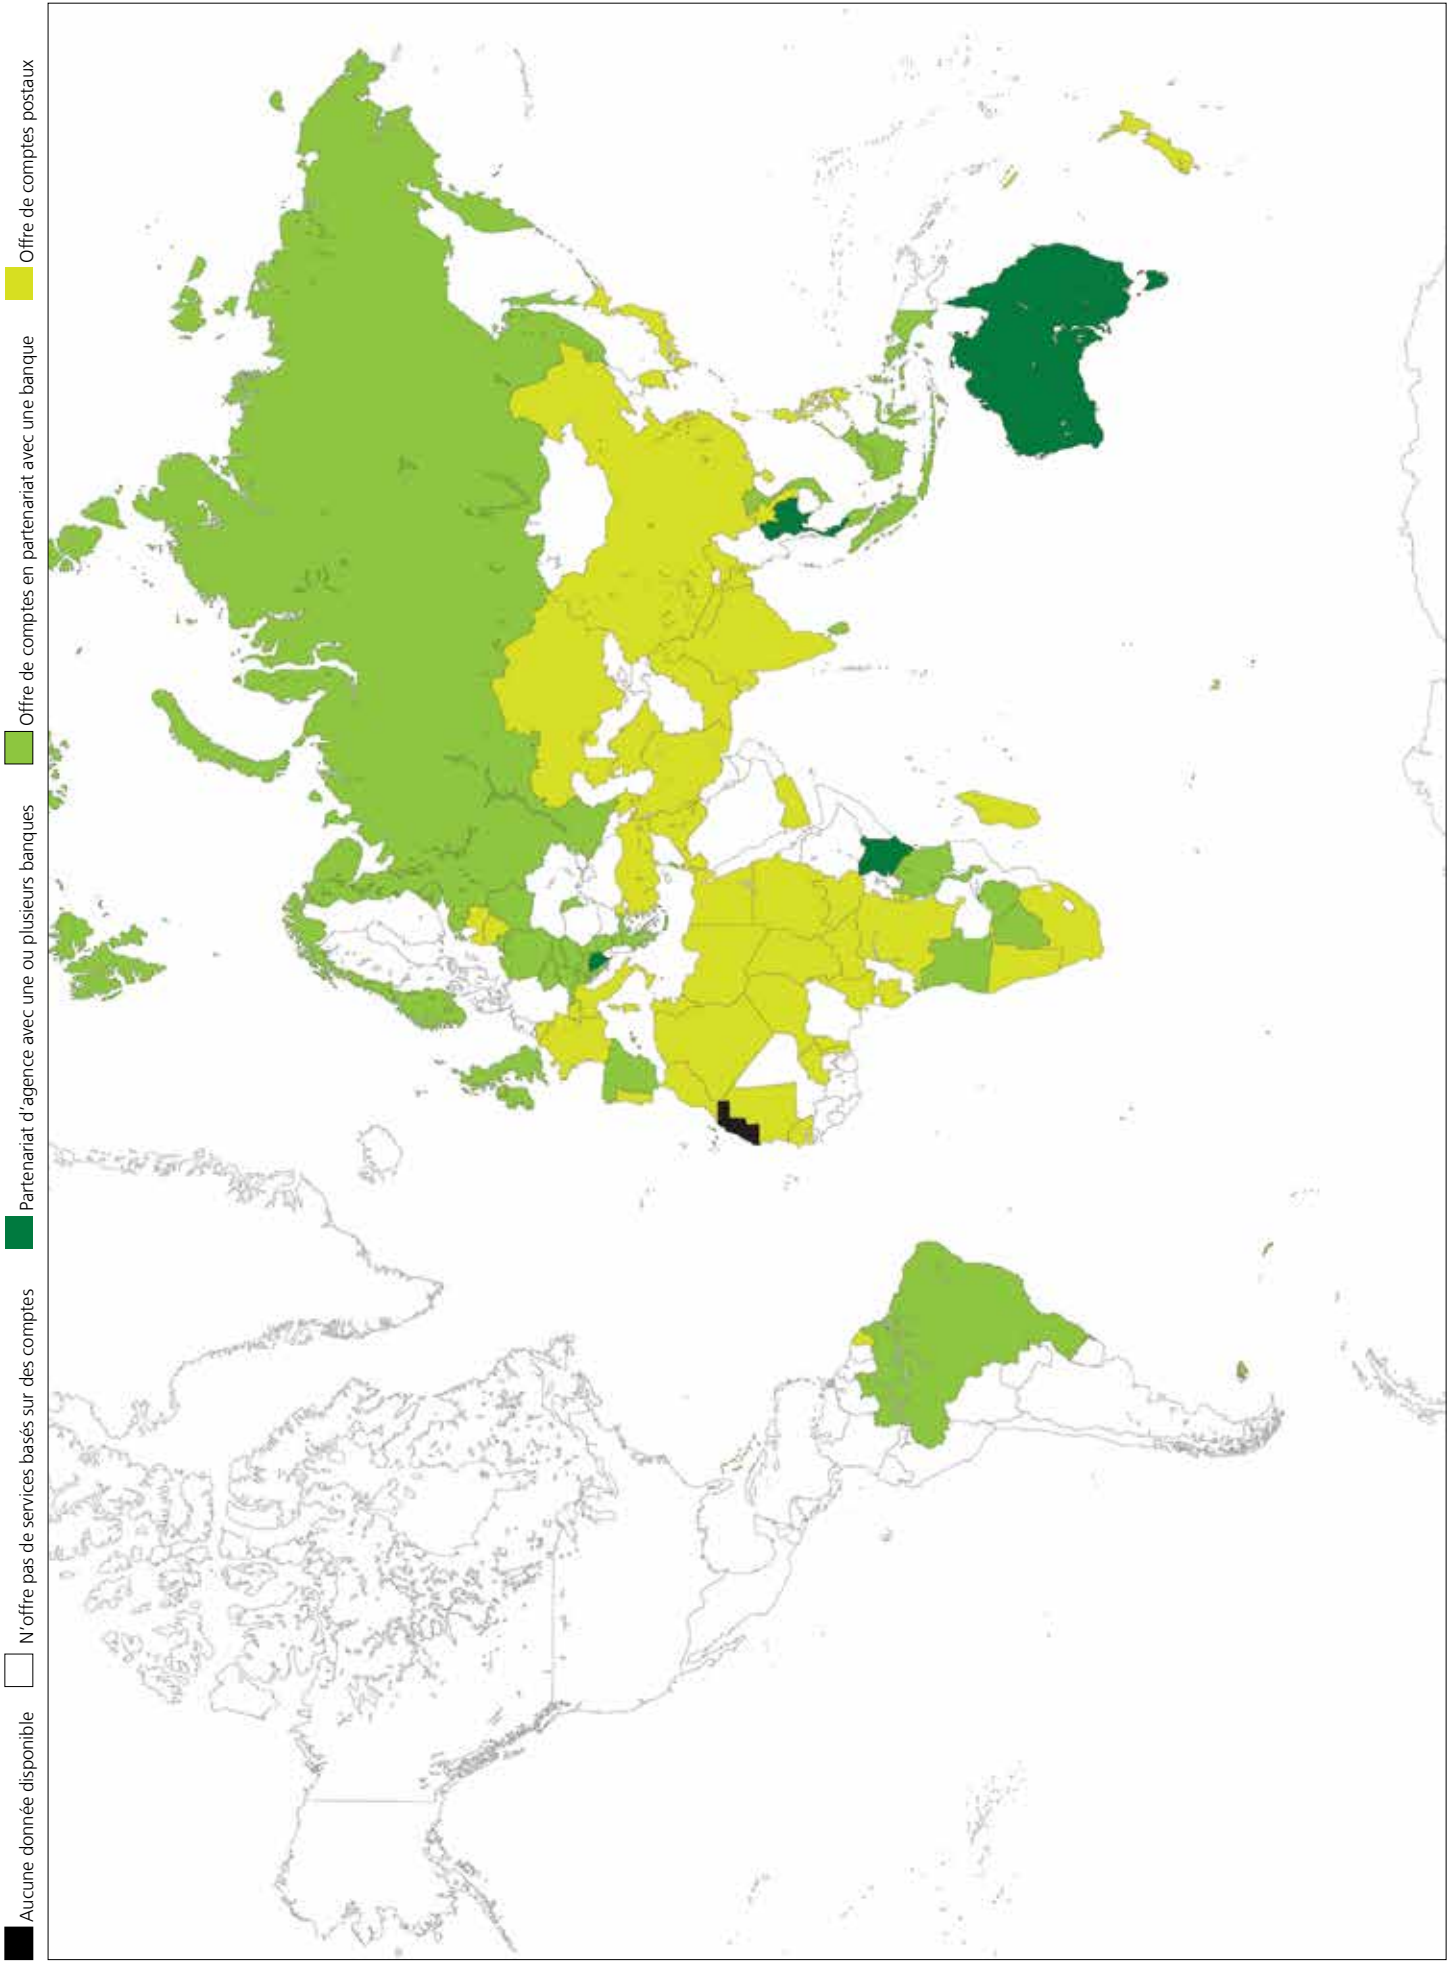 Aucune donnée disponible
N'offre pas de services basés sur des comptes
Partenariat d'agence avec une ou plusieurs banques
Offre de comptes en partenariat avec une banque
Offre de comptes postaux